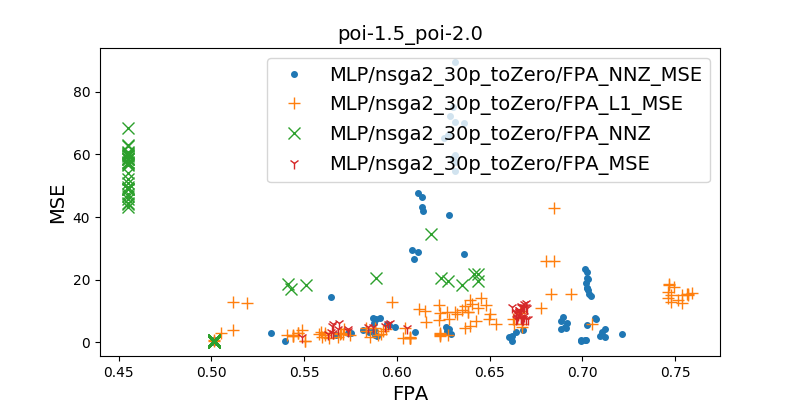 poi-1.5_poi-2.0
MLP/nsga2_30p_toZero/FPA_NNZ_MSE
MLP/nsga2_30p_toZero/FPA_L1_MSE
MLP/nsga2_30p_toZero/FPA_NNZ
MLP/nsga2_30p_toZero/FPA_MSE
MSE
80
60
40
20
0
0.45 0.50 0.55 0.60 0.65 0.70 0.75
FPA